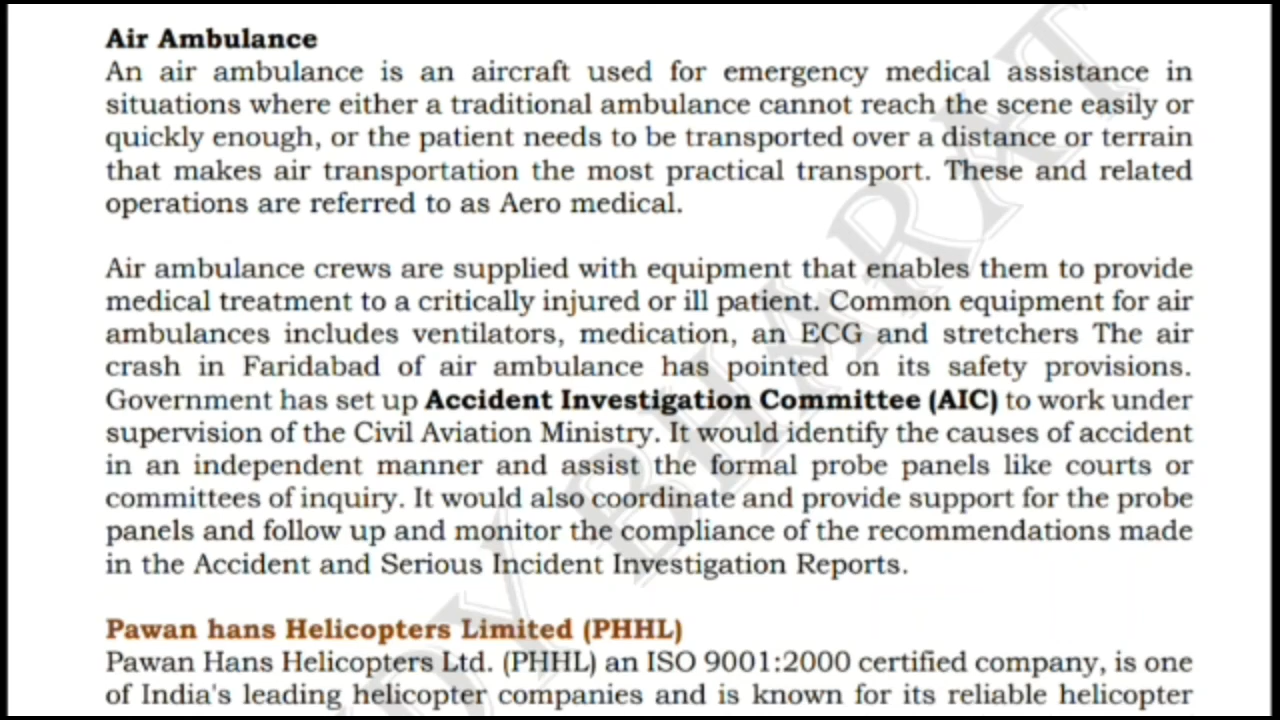 Air Ambulance
An air ambulance is an aircraft used for emergency medical assistance in
situations where either a traditional ambulance cannot reach the scene easily or
quickly enough, or the patient needs to be transported over a distance or terrain
that makes air transportation the most practical transport. These and related
operations are referred to as Aero medical.
Air ambulance crews are supplied with equipment that enables them to provide
medical treatment to a critically injured or ill patient. Common equipment for air
ambulances includes ventilators, medication, an ECG and stretchers The air
crash in Faridabad of air ambulance has pointed on its safety provisions.
Government has set up Accident Investigation Committee (AIC) to work under
supervision of the Civil Aviation Ministry. It would identify the causes of accident
in an independent manner and assist the formal probe panels like courts or
committees of inquiry. It would also coordinate and provide support for the probe
panels and follow up and monitor the compliance of the recommendations made
in the Accident and Serious Incident Investigation Reports.
Pawan hans Helicopters Limited (PHHL)
Pawan Hans Helicopters Ltd. (PHHL) an ISO 9001:2000 certified company, is one
of India's leading helicopter companies and is known for its reliable helicopter
DY BHARAT